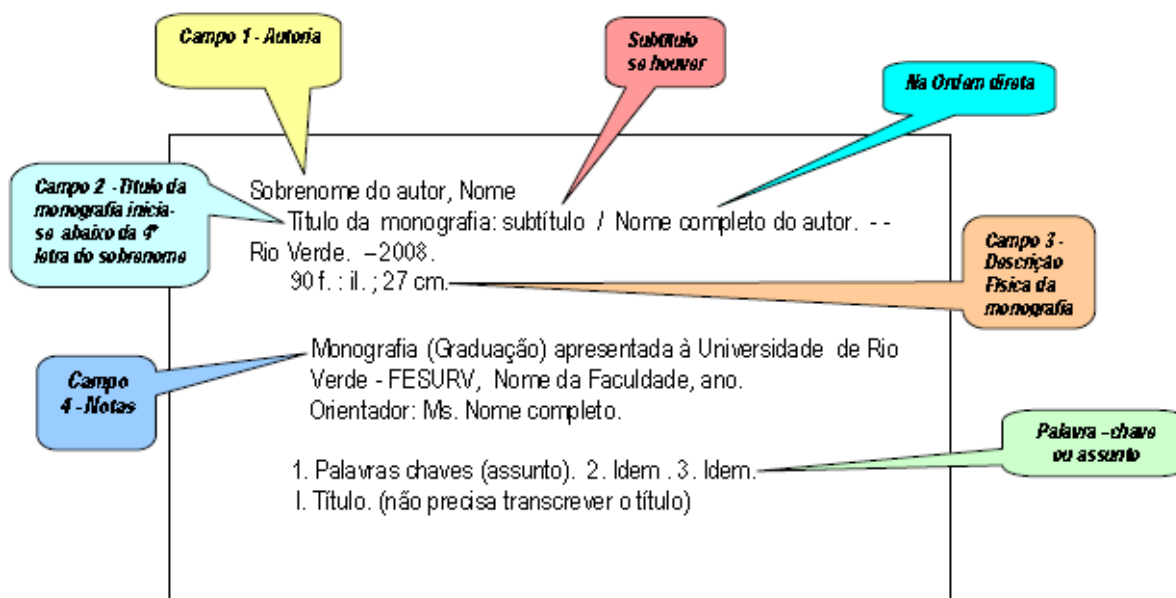 Campo 1 - Autoria
Subtítulo
se houver
Na Ordem direta
Campo 2 - Título da
monografia inicia-
se abaixo da 4ª
letra do sobrenome
Sobrenome do autor, Nome
Título da monografia: subtítulo / Nome completo do autor. --
Rio Verde. –2008.
90 f. : il. ; 27 cm.
Campo 3 -
Descrição
Física da
monografia
Campo
4 - Notas
Monografia (Graduação) apresentada à Universidade de Rio
Verde - FESURV, Nome da Faculdade, ano.
Orientador: Ms. Nome completo.
Palavra –chave
ou assunto
1. Palavras chaves (assunto). 2. Idem . 3. Idem.
I. Título. (não precisa transcrever o título)